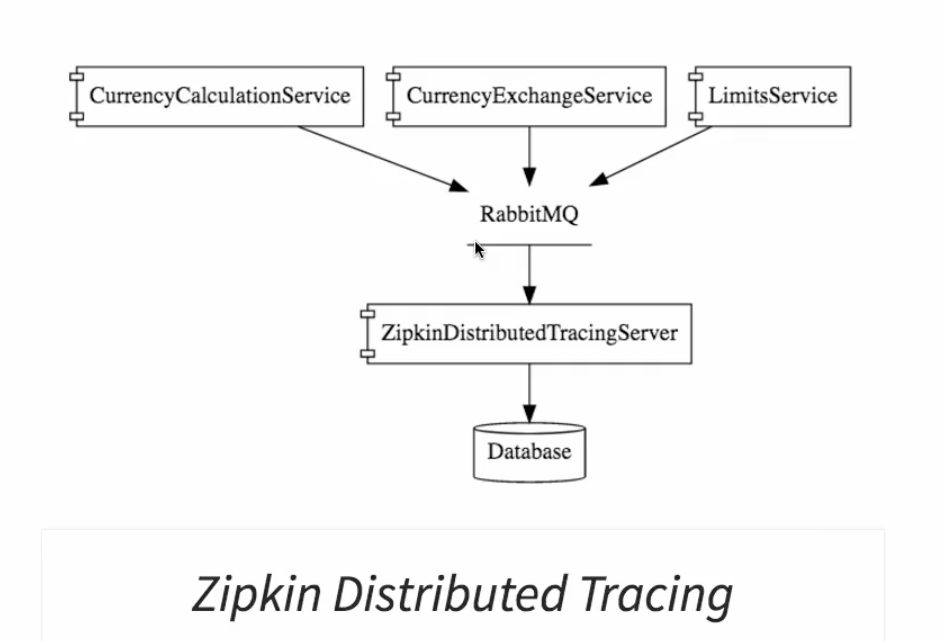 CurrencyCalculationService
CurrencyExchangeService
LimitsService
RabbitMQ
ZipkinDistributedTracingServer
Database
Zipkin Distributed Tracing